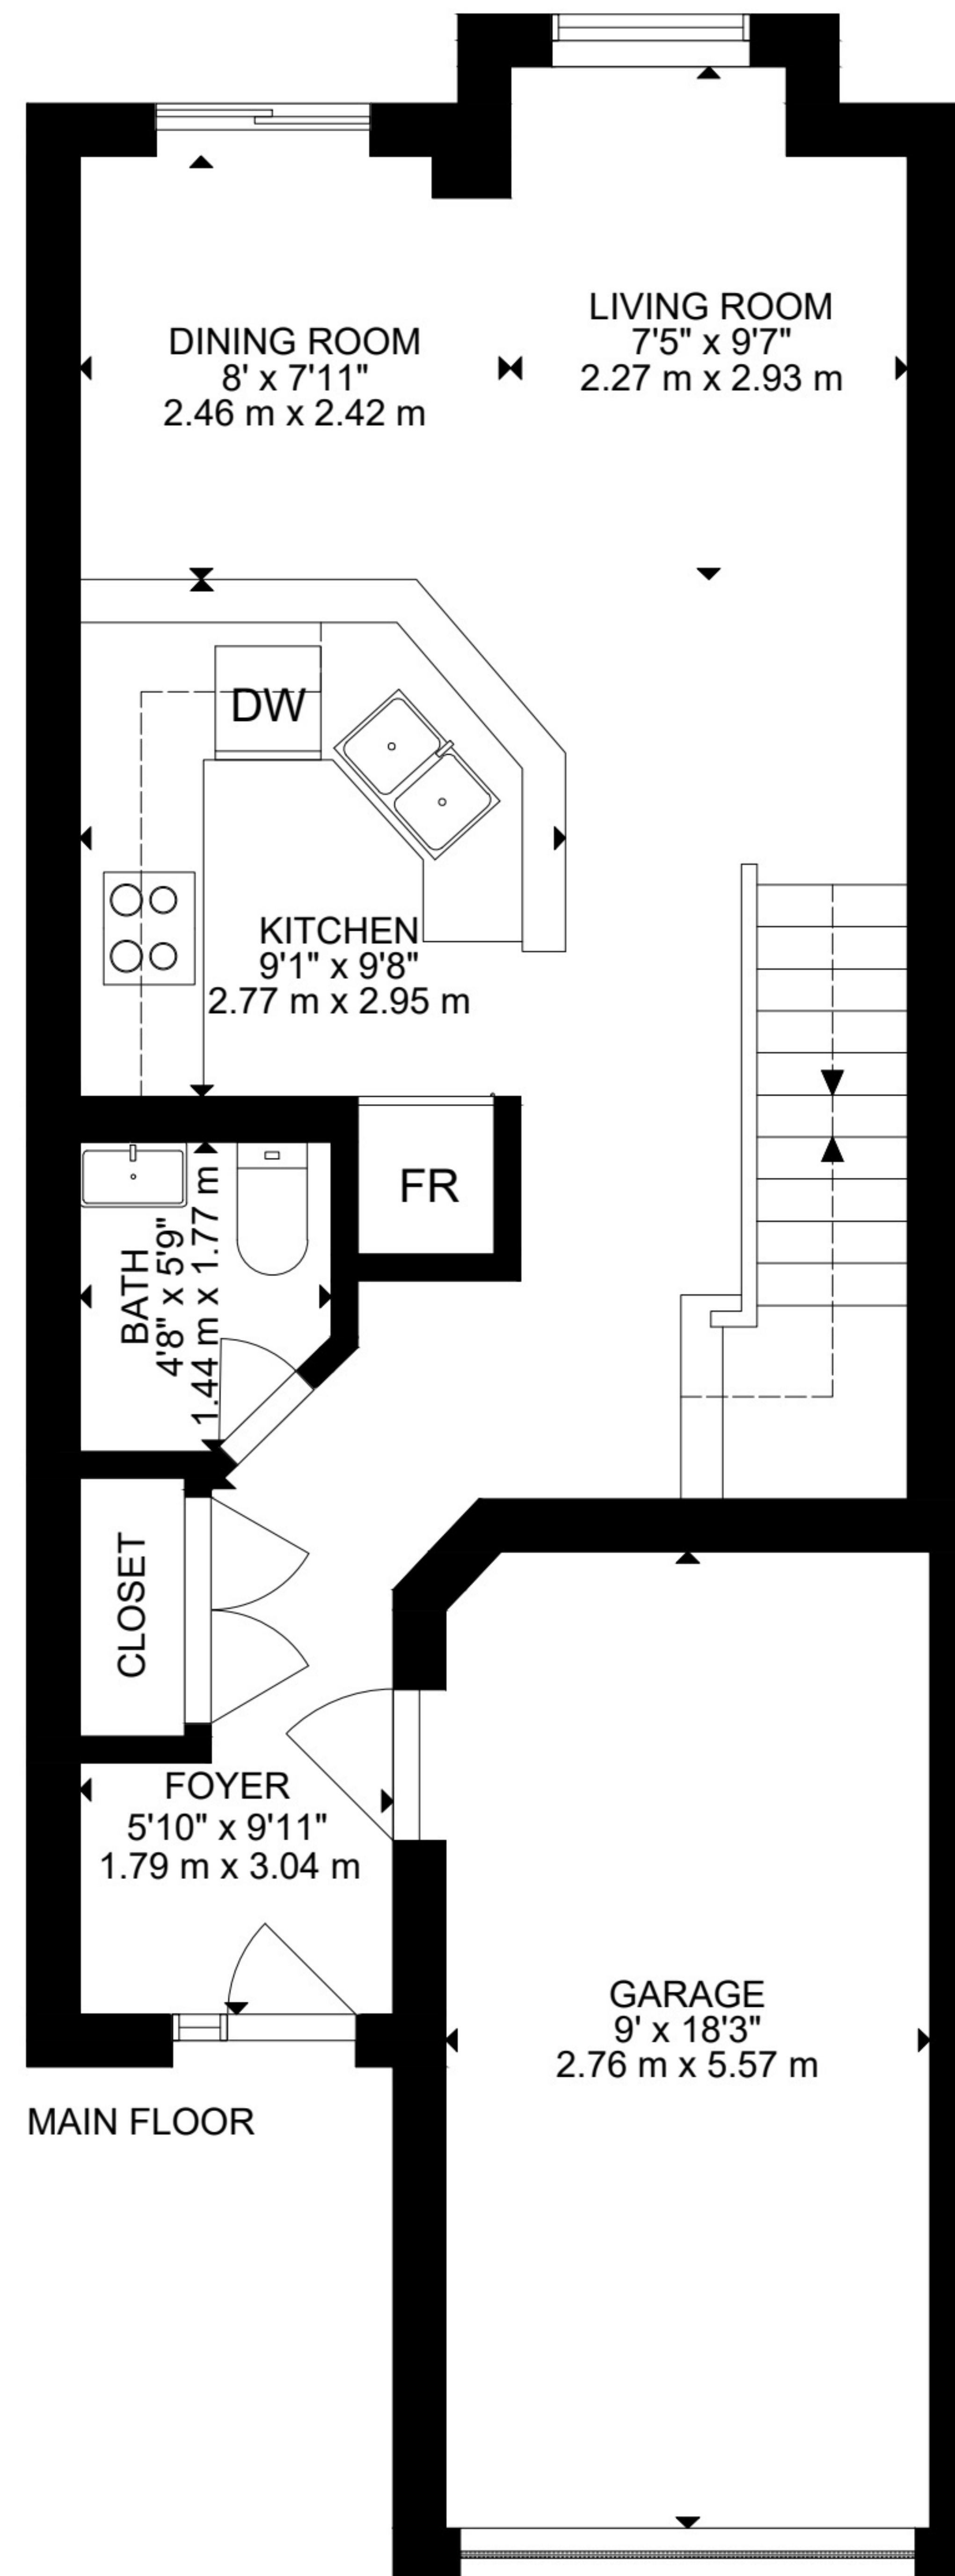 DINING ROOM
8' x 7'11"
2.46 m x 2.42 m
LIVING ROOM
7'5" x 9'7"
2.27 m x 2.93 m
DW
KITCHEN
9'1" x 9'8"
2.77 m x 2.95 m
FR
BATH
4'8" x 5'9"
1.44 m x 1.77 m
CLOSET
FOYER
5'10" x 9'11"
1.79 m x 3.04 m
GARAGE
9' x 18'3"
2.76 m x 5.57 m
MAIN FLOOR